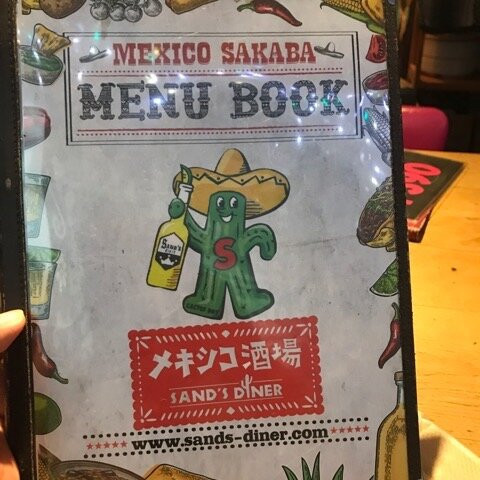 MEXICO SAKABA
MENU BOOK
SAND'S
S
メキシコ酒場
SAND'S DINER
www.sands-diner.com